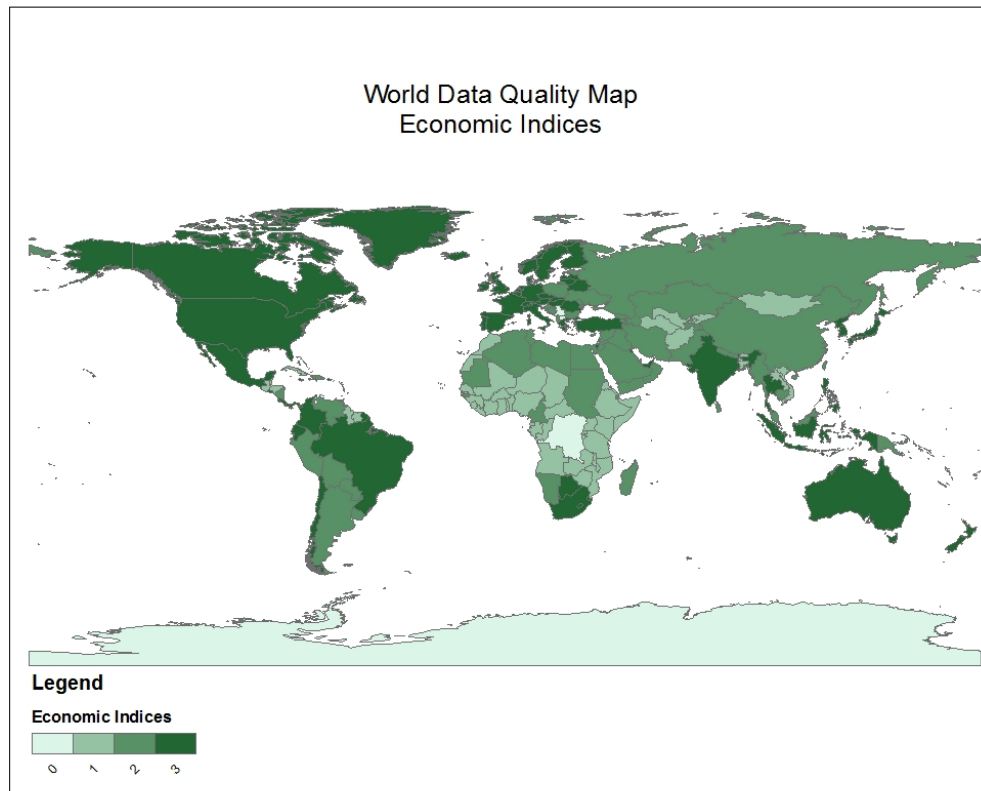 World Data Quality Map
Economic Indices
Legend
Economic Indices
0 1 2 3